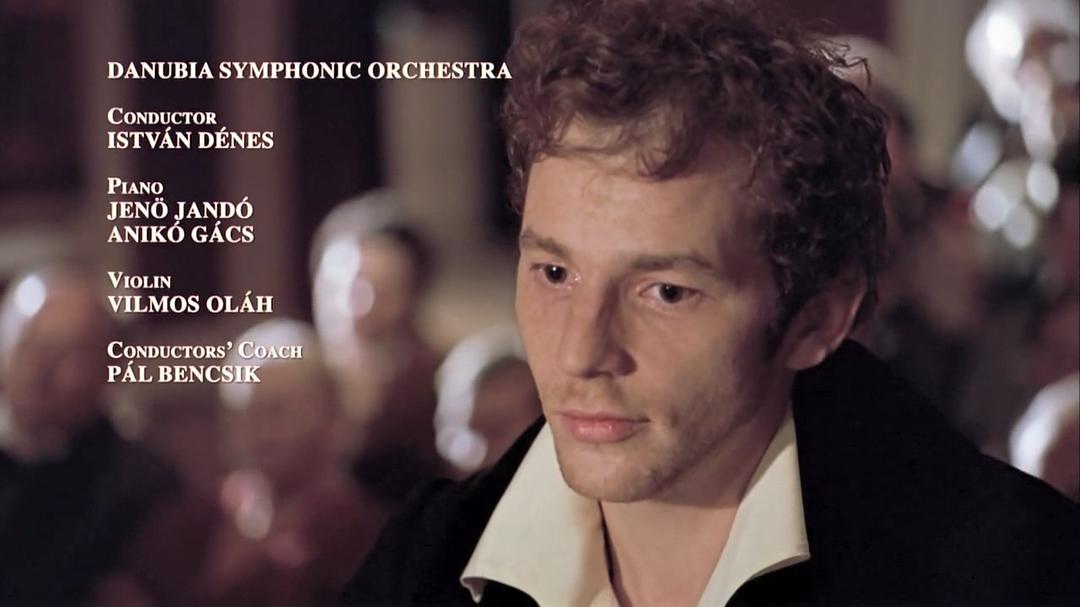 DANUBIA SYMPHONIC ORCHESTRA
CONDUCTOR
ISTVÁN DÉNES
PIANO
JENÖ JANDÓ
ANIKÓ GÁCS
VIOLIN
VILMOS OLÁH
CONDUCTORS' COACH
PÁL BENCSIK